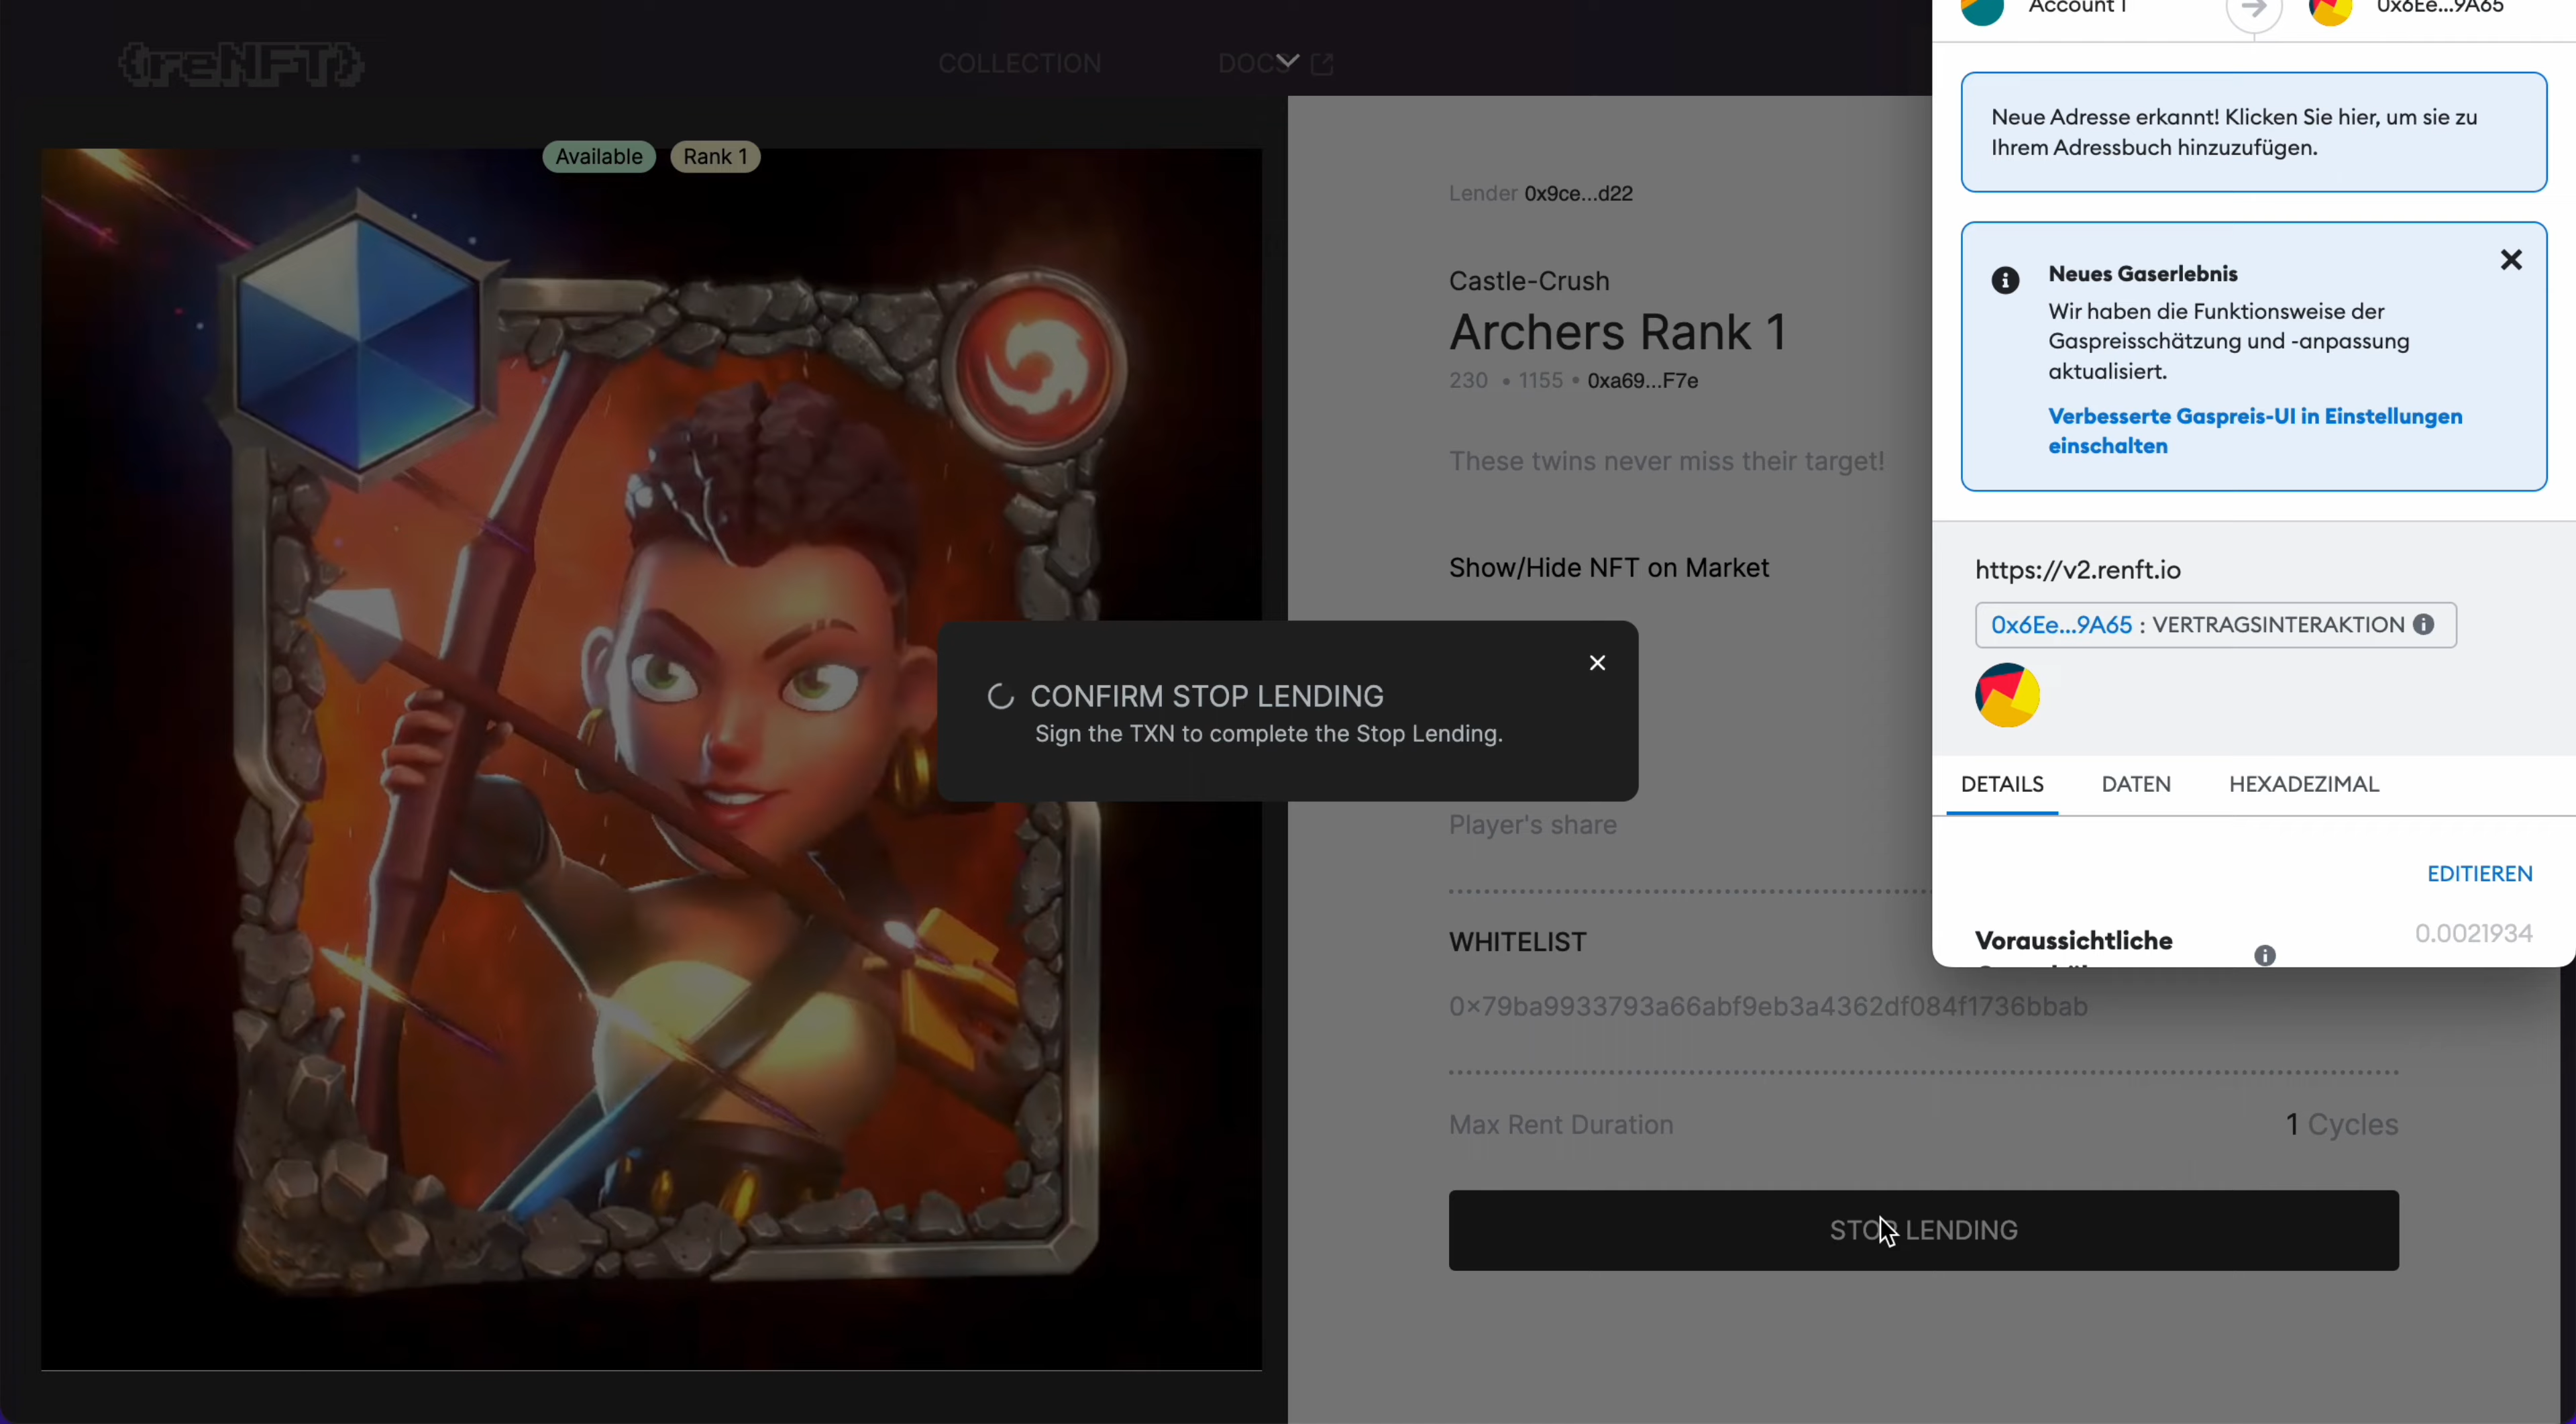 {(reNFT)}
COLLECTION
DOCS
Available
Rank 1
Lender 0x9ce...d22
Castle-Crush
Archers Rank 1
230 • 1155 • 0xa69...F7e
These twins never miss their target!
Show/Hide NFT on Market
CONFIRM STOP LENDING
Sign the TXN to complete the Stop Lending.
Player's share
WHITELIST
0x79ba9933793a66abf9eb3a4362df084f1736bbab
Max Rent Duration
1 Cycles
STOP LENDING
Account 1
0x6Ee...9A65
Neue Adresse erkannt! Klicken Sie hier, um sie zu
Ihrem Adressbuch hinzuzufügen.
Neues Gaserlebnis
Wir haben die Funktionsweise der
Gaspreisschätzung und -anpassung
aktualisiert.
Verbesserte Gaspreis-UI in Einstellungen
einschalten
https://v2.renft.io
0x6Ee...9A65 : VERTRAGSINTERAKTION
DETAILS
DATEN
HEXADEZIMAL
EDITIEREN
Voraussichtliche
0.0021934